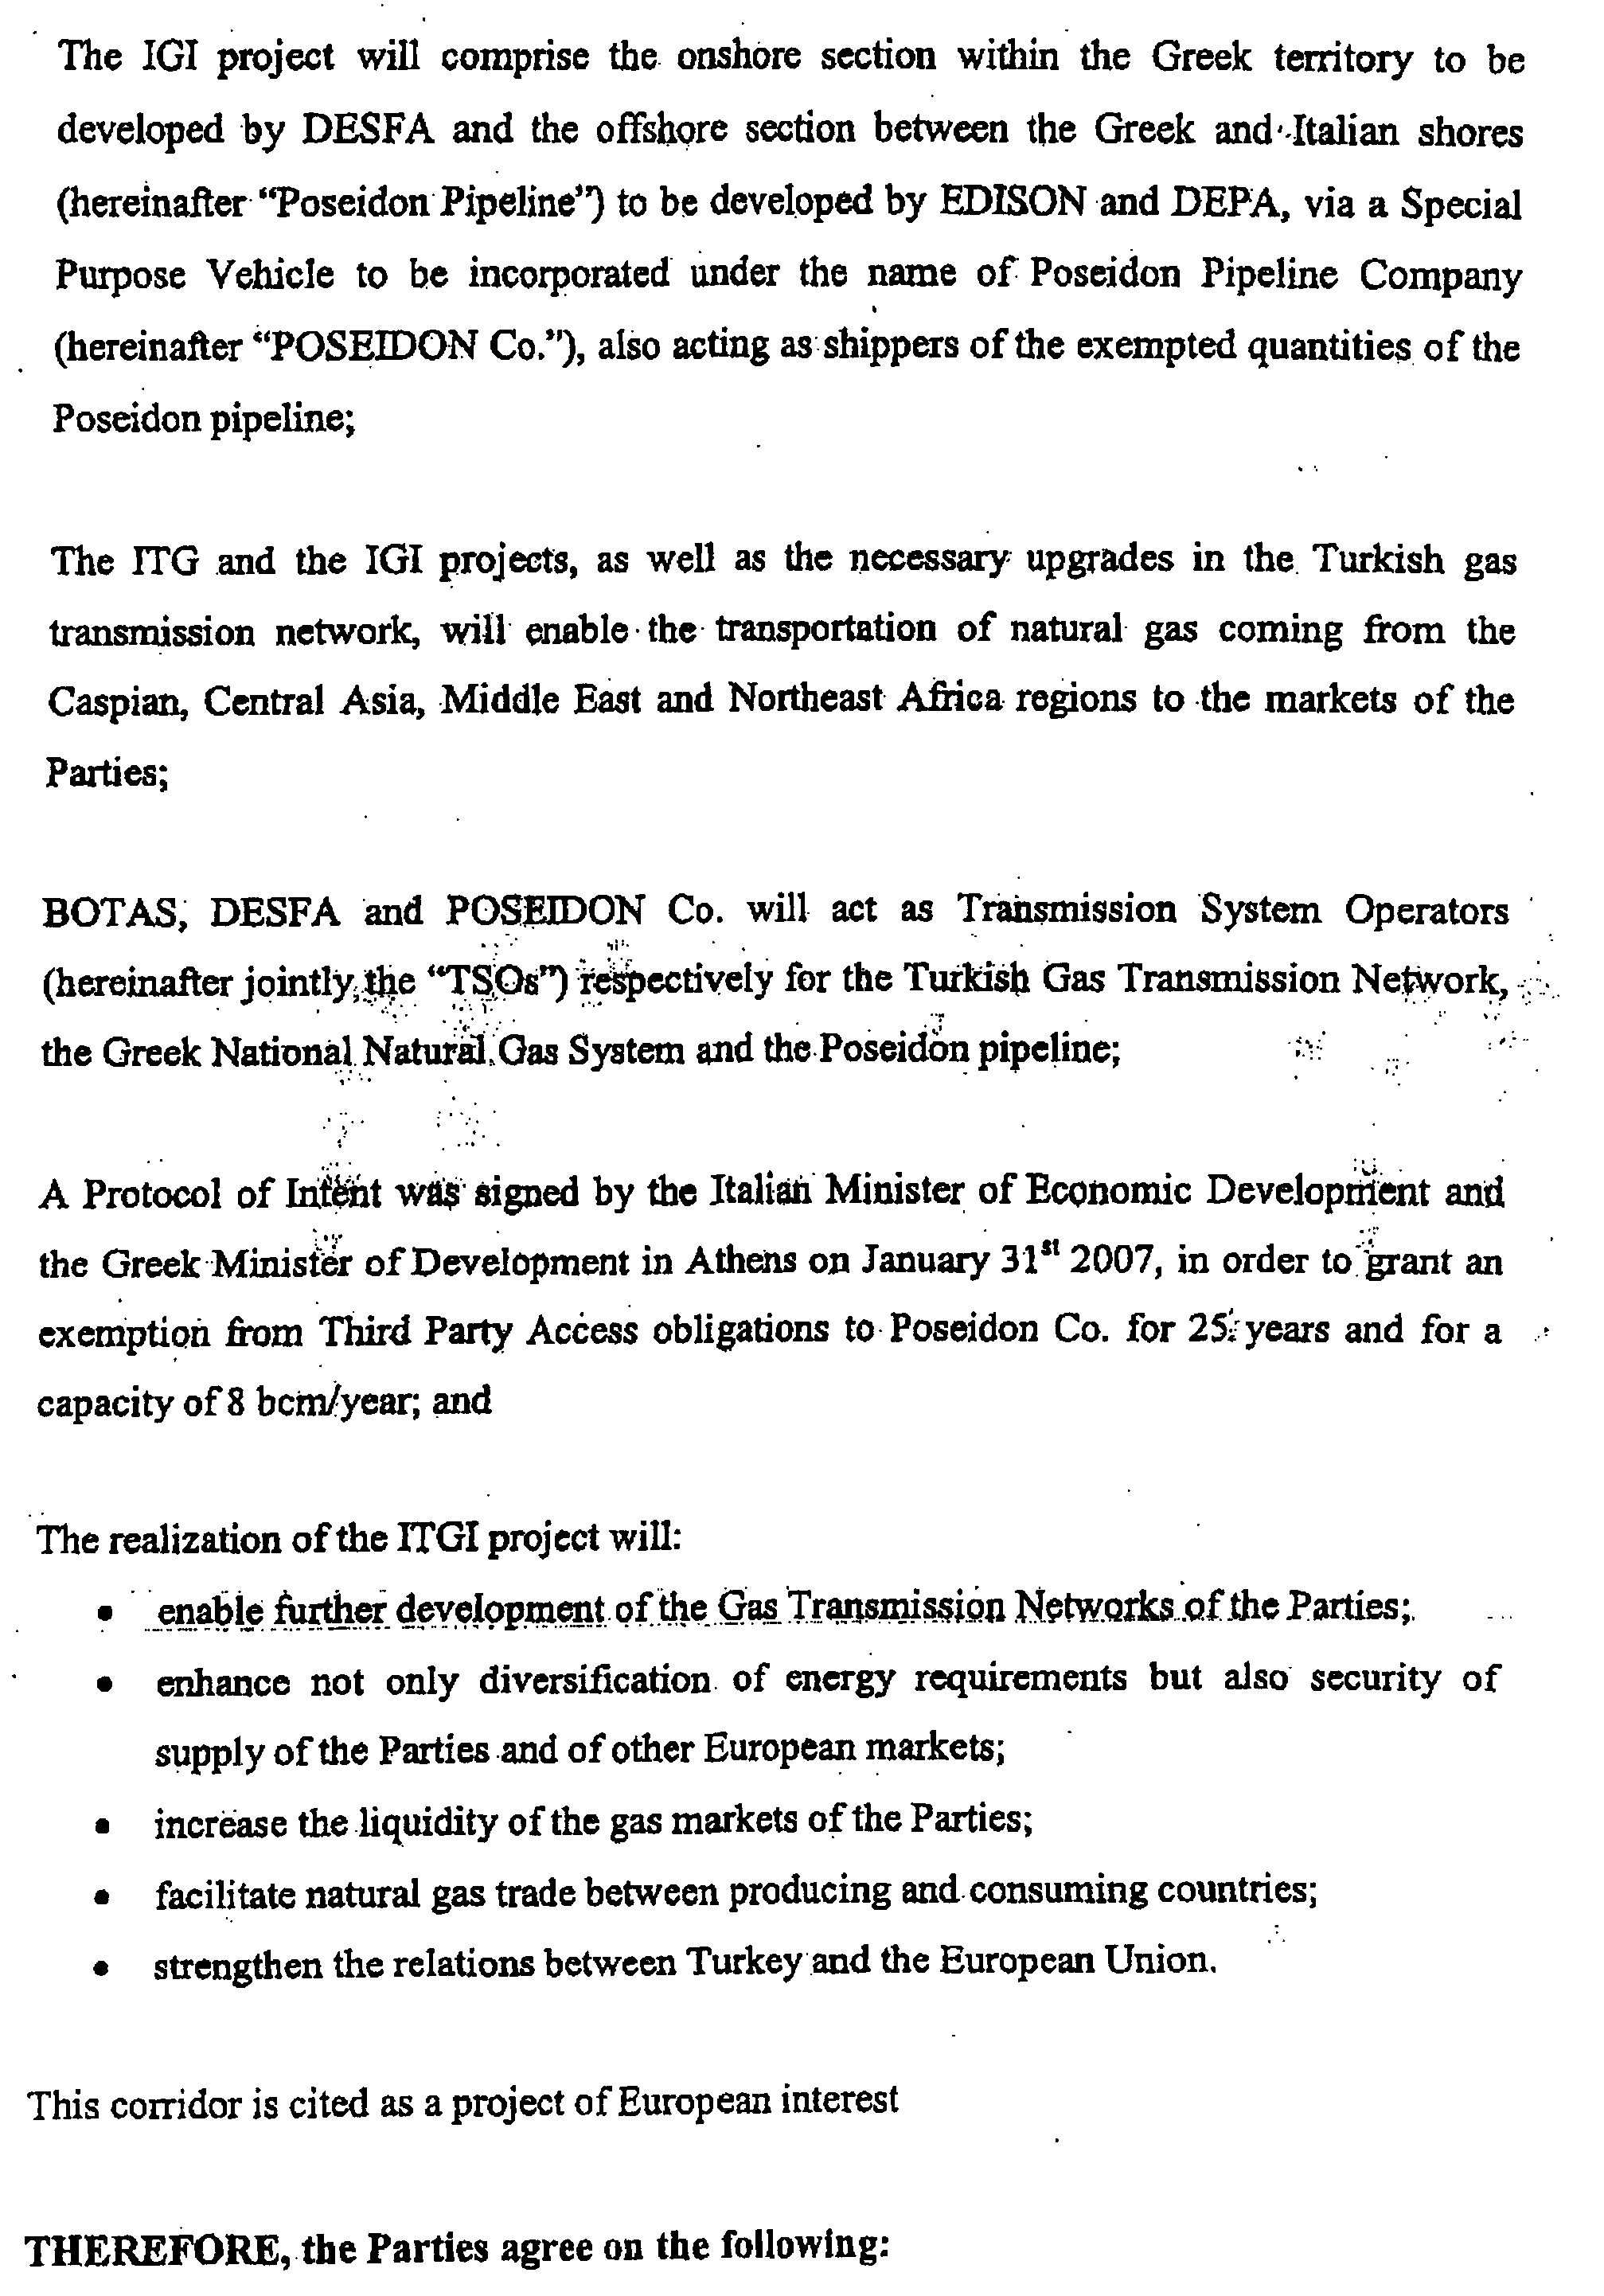 The IGI project will comprise the onshore section within the Greek territory to be
developed by DESFA and the offshore section between the Greek and Italian shores
(hereinafter “Poseidon Pipeline”) to be developed by EDISON and DEPA, via a Special
Purpose Vehicle to be incorporated under the name of Poseidon Pipeline Company
(hereinafter “POSEIDON Co.”), also acting as shippers of the exempted quantities of the
Poseidon pipeline;
The ITG and the IGI projects, as well as the necessary upgrades in the Turkish gas
transmission network, will enable the transportation of natural gas coming from the
Caspian, Central Asia, Middle East and Northeast Africa regions to the markets of the
Parties;
BOTAS, DESFA and POSEIDON Co. will act as Transmission System Operators
(hereinafter jointly, the “TSOs”) respectively for the Turkish Gas Transmission Network,
the Greek National Natural Gas System and the Poseidon pipeline;
A Protocol of Intent was signed by the Italian Minister of Economic Development and
the Greek Minister of Development in Athens on January 31st 2007, in order to grant an
exemption from Third Party Access obligations to Poseidon Co. for 25 years and for a
capacity of 8 bcm/year; and
The realization of the ITGI project will:
• enable further development of the Gas Transmission Networks of the Parties;
• enhance not only diversification of energy requirements but also security of
supply of the Parties and of other European markets;
• increase the liquidity of the gas markets of the Parties;
• facilitate natural gas trade between producing and consuming countries;
• strengthen the relations between Turkey and the European Union.
This corridor is cited as a project of European interest
THEREFORE, the Parties agree on the following: